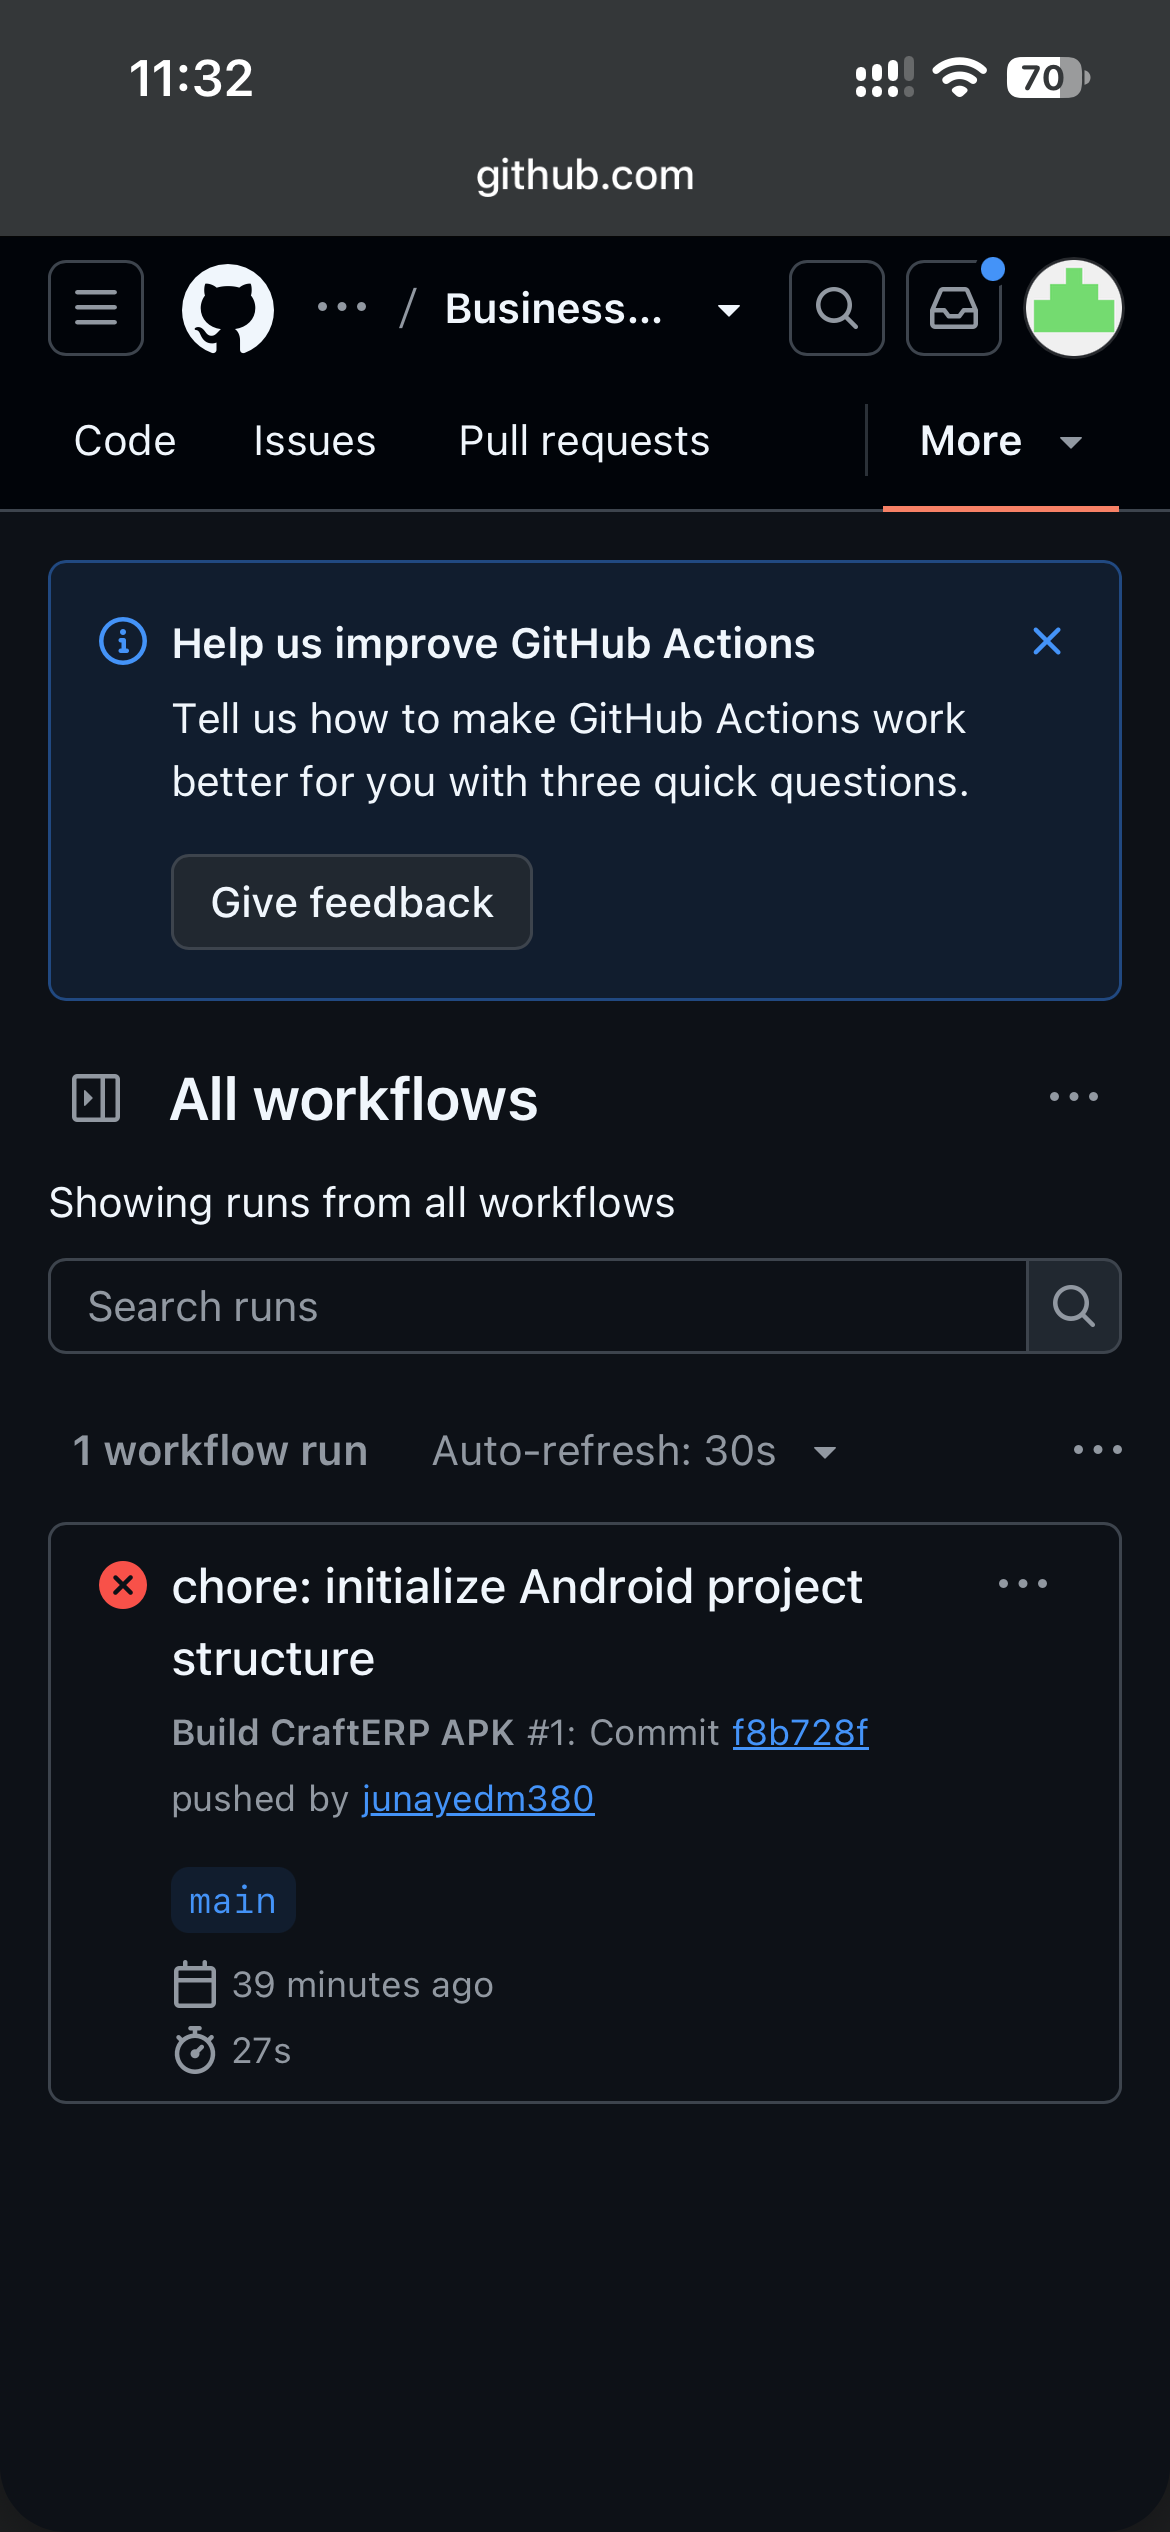 11:32
70
github.com
... / Business...
Code Issues Pull requests More
Help us improve GitHub Actions
Tell us how to make GitHub Actions work
better for you with three quick questions.
Give feedback
All workflows
Showing runs from all workflows
Search runs
1 workflow run Auto-refresh: 30s
chore: initialize Android project
structure
Build CraftERP APK #1: Commit f8b728f
pushed by junayedm380
main
39 minutes ago
27s